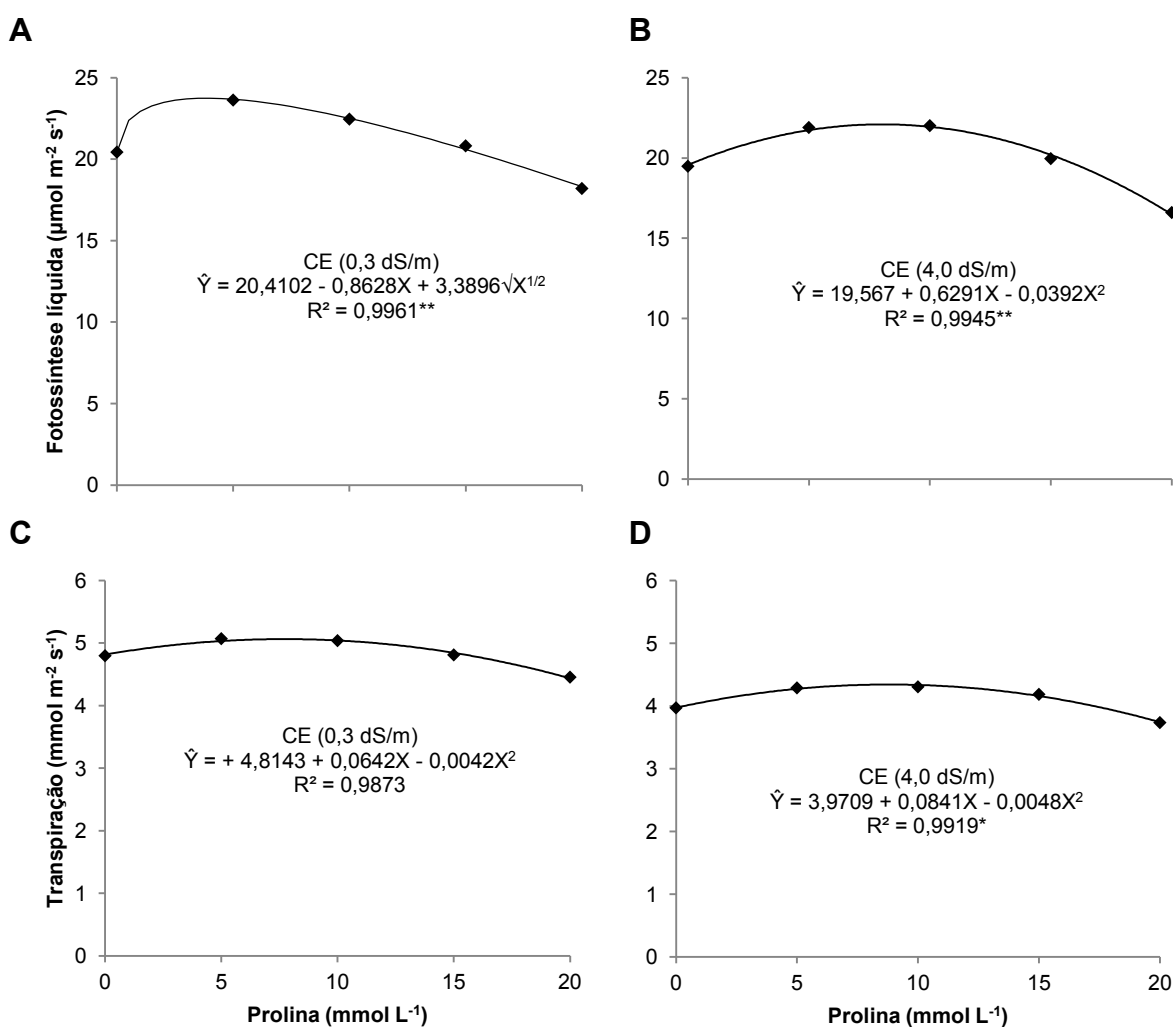 A
Fotossíntese líquida (µmol m⁻² s⁻¹)
25
20
15
10
5
0
CE (0,3 dS/m)
Ŷ = 20,4102 - 0,8628X + 3,3896√X¹ᐟ²
R² = 0,9961**
B
25
20
15
10
5
0
CE (4,0 dS/m)
Ŷ = 19,567 + 0,6291X - 0,0392X²
R² = 0,9945**
C
Transpiração (mmol m⁻² s⁻¹)
6
5
4
3
2
1
0
CE (0,3 dS/m)
Ŷ = + 4,8143 + 0,0642X - 0,0042X²
R² = 0,9873
0 5 10 15 20
Prolina (mmol L⁻¹)
D
6
5
4
3
2
1
0
CE (4,0 dS/m)
Ŷ = 3,9709 + 0,0841X - 0,0048X²
R² = 0,9919*
0 5 10 15 20
Prolina (mmol L⁻¹)